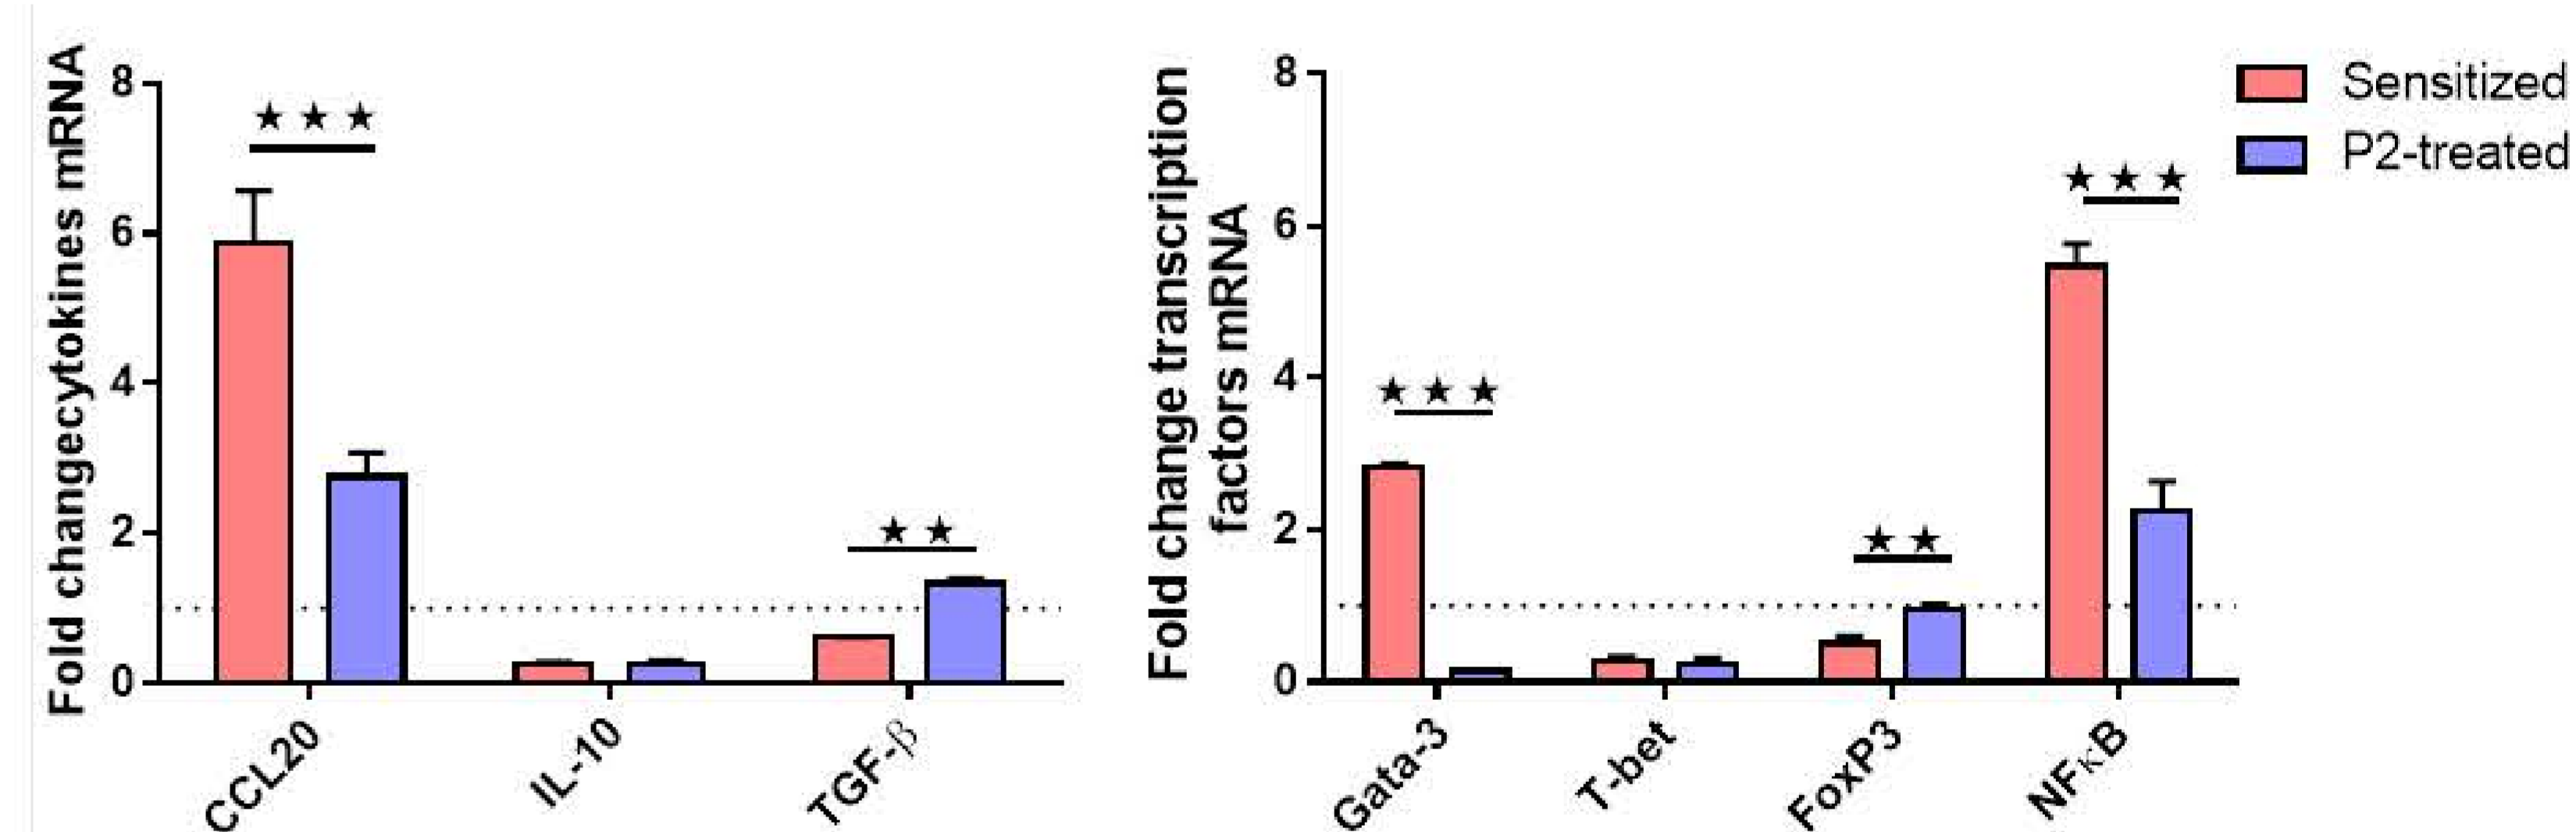 Fold changecytokines mRNA
8
6
4
2
0
★ ★ ★
★ ★
CCL20
IL-10
TGF-β
Fold change transcription
factors mRNA
8
6
4
2
0
★ ★ ★
★ ★
★ ★ ★
Gata-3
T-bet
FoxP3
NFκB
Sensitized
P2-treated